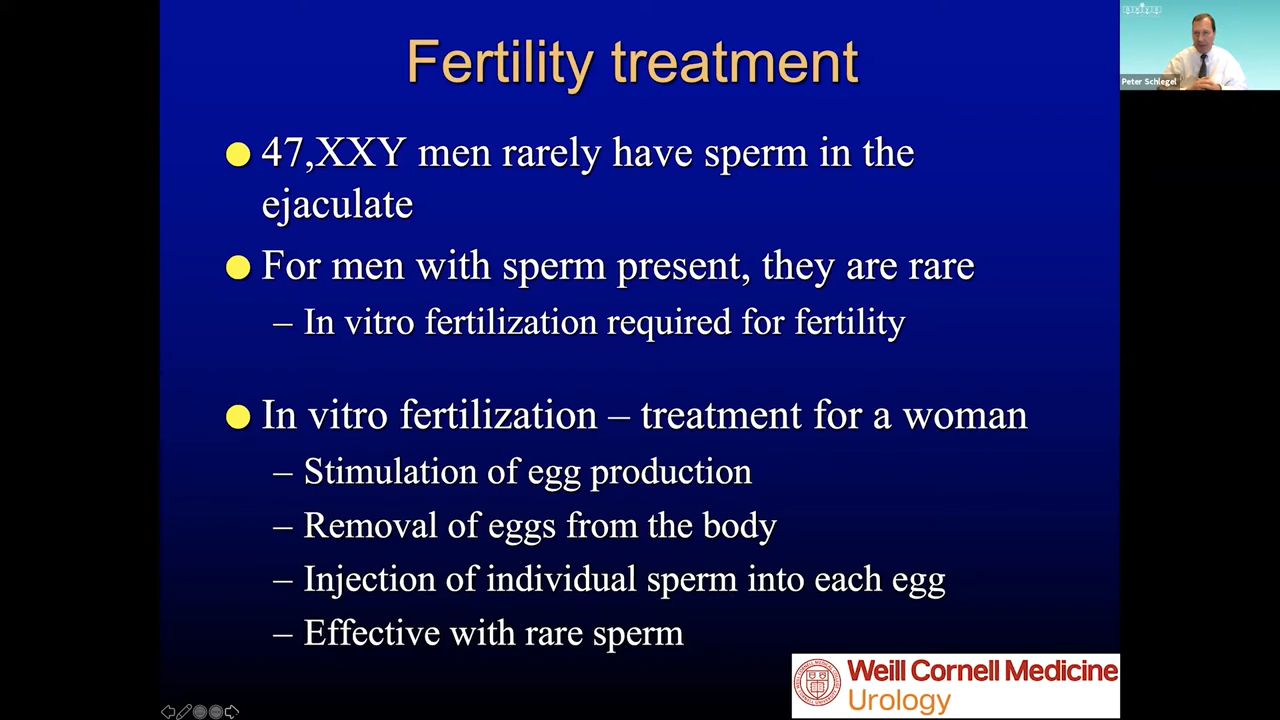 Fertility treatment
47,XXY men rarely have sperm in the
ejaculate
For men with sperm present, they are rare
– In vitro fertilization required for fertility
In vitro fertilization – treatment for a woman
– Stimulation of egg production
– Removal of eggs from the body
– Injection of individual sperm into each egg
– Effective with rare sperm
Weill Cornell Medicine
Urology
Peter Schlegel